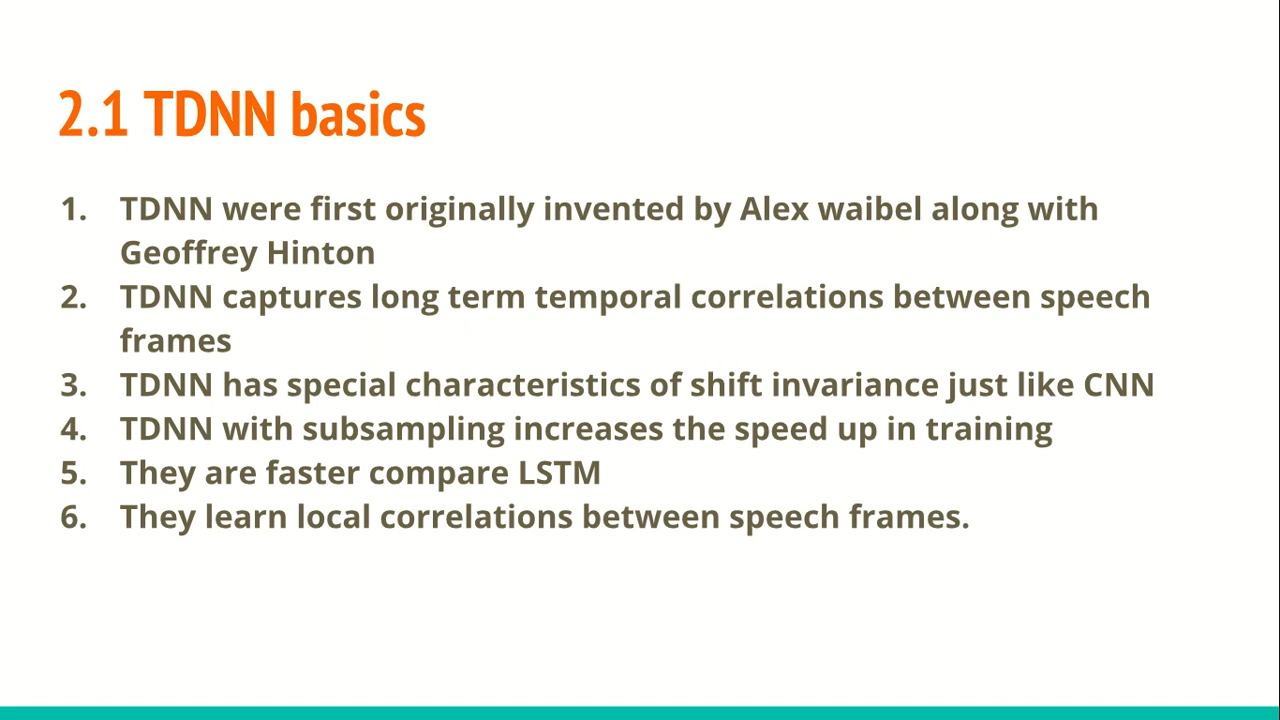 2.1 TDNN basics
1. TDNN were first originally invented by Alex waibel along with
Geoffrey Hinton
2. TDNN captures long term temporal correlations between speech
frames
3. TDNN has special characteristics of shift invariance just like CNN
4. TDNN with subsampling increases the speed up in training
5. They are faster compare LSTM
6. They learn local correlations between speech frames.